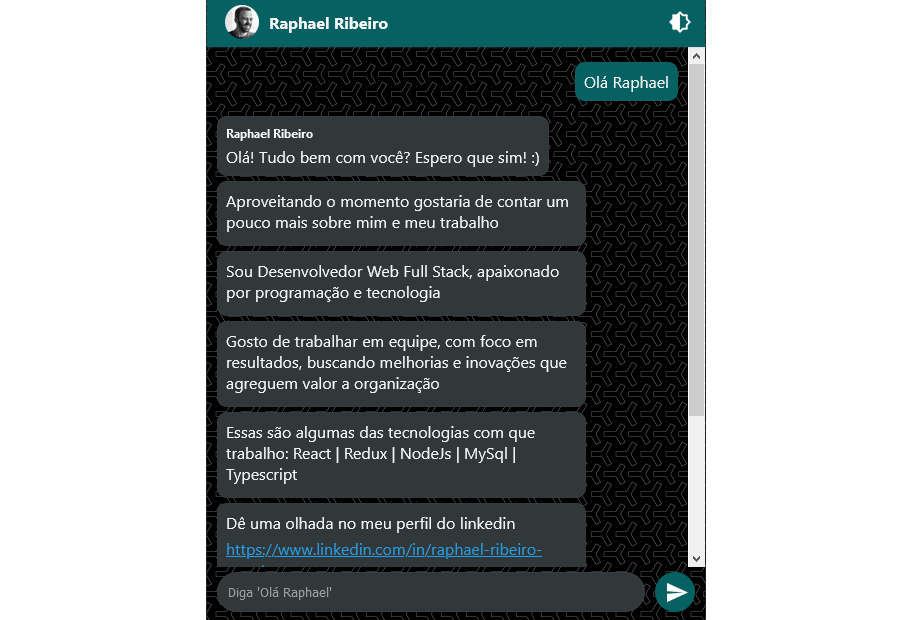 Raphael Ribeiro
Olá Raphael
Raphael Ribeiro
Olá! Tudo bem com você? Espero que sim! :)
Aproveitando o momento gostaria de contar um
pouco mais sobre mim e meu trabalho
Sou Desenvolvedor Web Full Stack, apaixonado
por programação e tecnologia
Gosto de trabalhar em equipe, com foco em
resultados, buscando melhorias e inovações que
agreguem valor a organização
Essas são algumas das tecnologias com que
trabalho: React | Redux | NodeJs | MySql |
Typescript
Dê uma olhada no meu perfil do linkedin
https://www.linkedin.com/in/raphael-ribeiro-
Diga 'Olá Raphael'